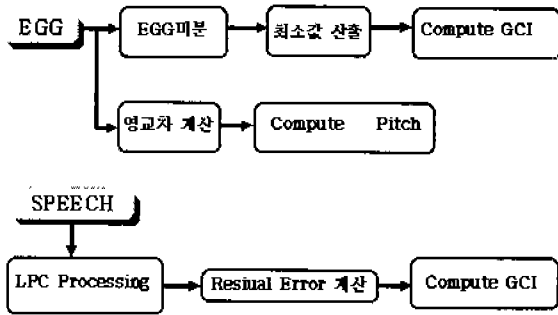 EGG
EGG미분
최소값 산출
Compute GCI
영교차 계산
Compute Pitch
SPEECH
LPC Processing
Resiual Error 계산
Compute GCI